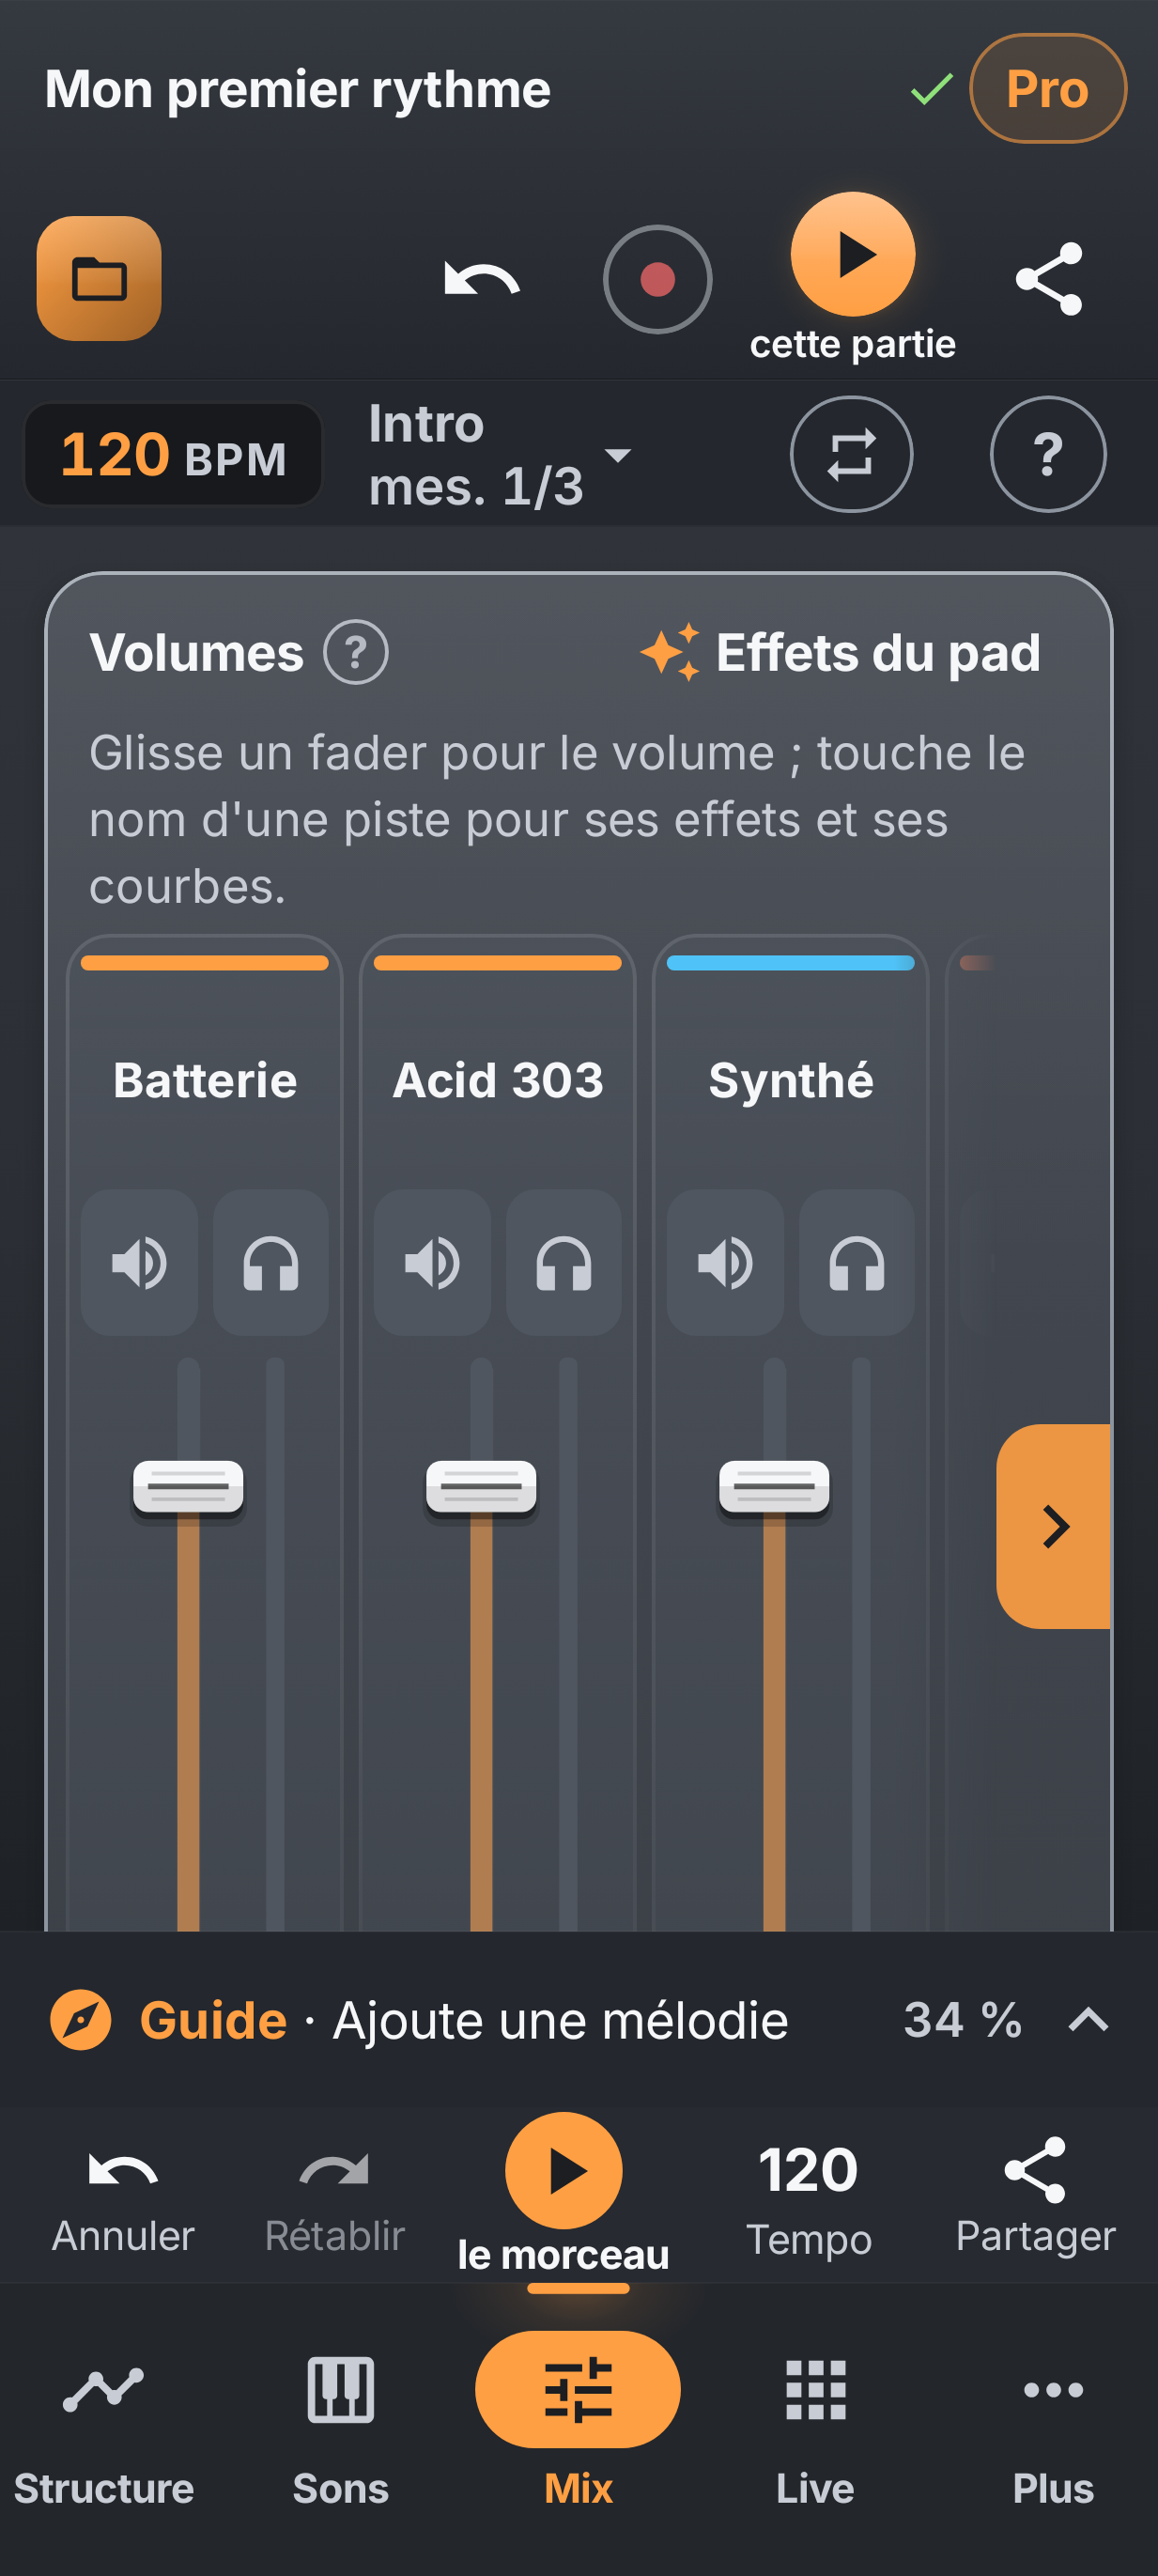 Mon premier rythme
Pro
cette partie
120 BPM
Intro
mes. 1/3
?
Volumes ?
Effets du pad
Glisse un fader pour le volume ; touche le
nom d'une piste pour ses effets et ses
courbes.
Batterie
Acid 303
Synthé
Guide · Ajoute une mélodie
34 %
Annuler
Rétablir
le morceau
120
Tempo
Partager
Structure
Sons
Mix
Live
Plus